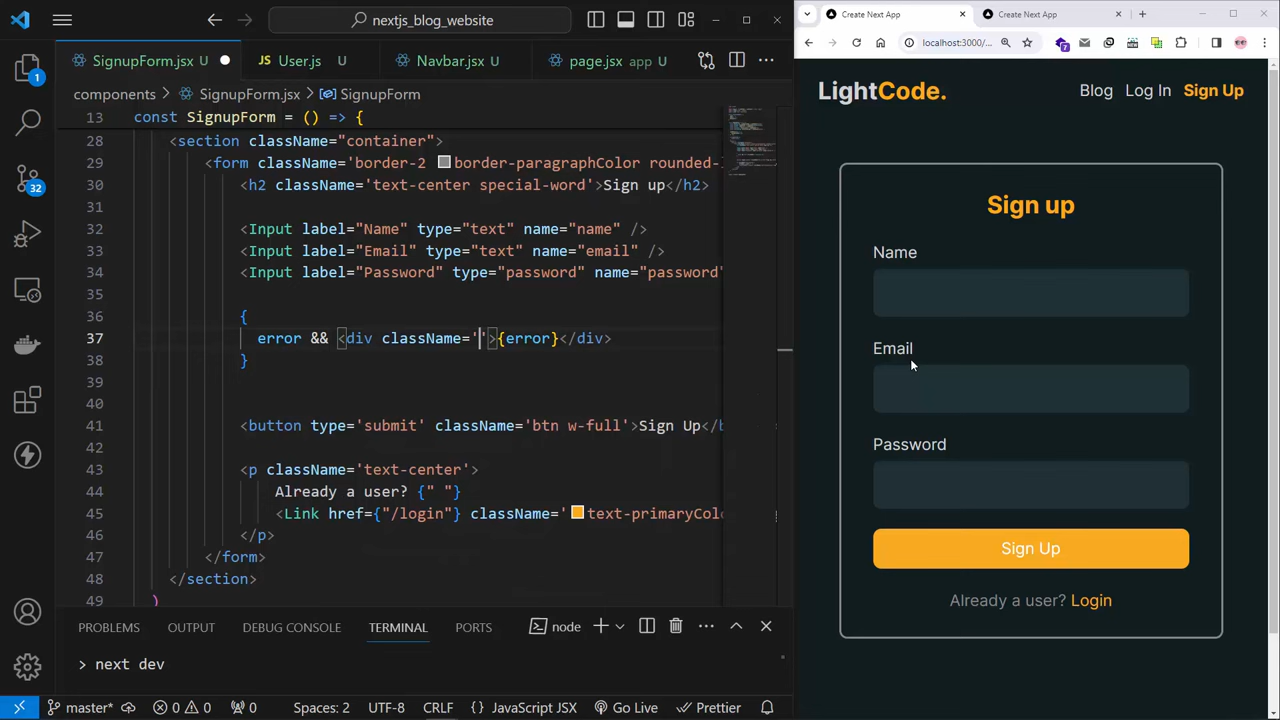 nextjs_blog_website
SignupForm.jsx U
User.js U
Navbar.jsx U
page.jsx app U
components > SignupForm.jsx > SignupForm
13 const SignupForm = () => {
28 <section className="container">
29 <form className='border-2 border-paragraphColor rounded-
30 <h2 className='text-center special-word'>Sign up</h2>
31
32 <Input label="Name" type="text" name="name" />
33 <Input label="Email" type="text" name="email" />
34 <Input label="Password" type="password" name="password"
35
36 {
37 error && <div className=''>{error}</div>
38 }
39
40
41 <button type='submit' className='btn w-full'>Sign Up</
42
43 <p className='text-center'>
44 Already a user? {" "}
45 <Link href={"/login"} className='text-primaryCol
46 </p>
47 </form>
48 </section>
49 )
PROBLEMS OUTPUT DEBUG CONSOLE TERMINAL PORTS
node
> next dev
master*
0 0
0
Spaces: 2
UTF-8
CRLF
{} JavaScript JSX
Go Live
Prettier
1
32
Create Next App
Create Next App
localhost:3000/...
7
LightCode.
Blog Log In Sign Up
Sign up
Name
Email
Password
Sign Up
Already a user? Login